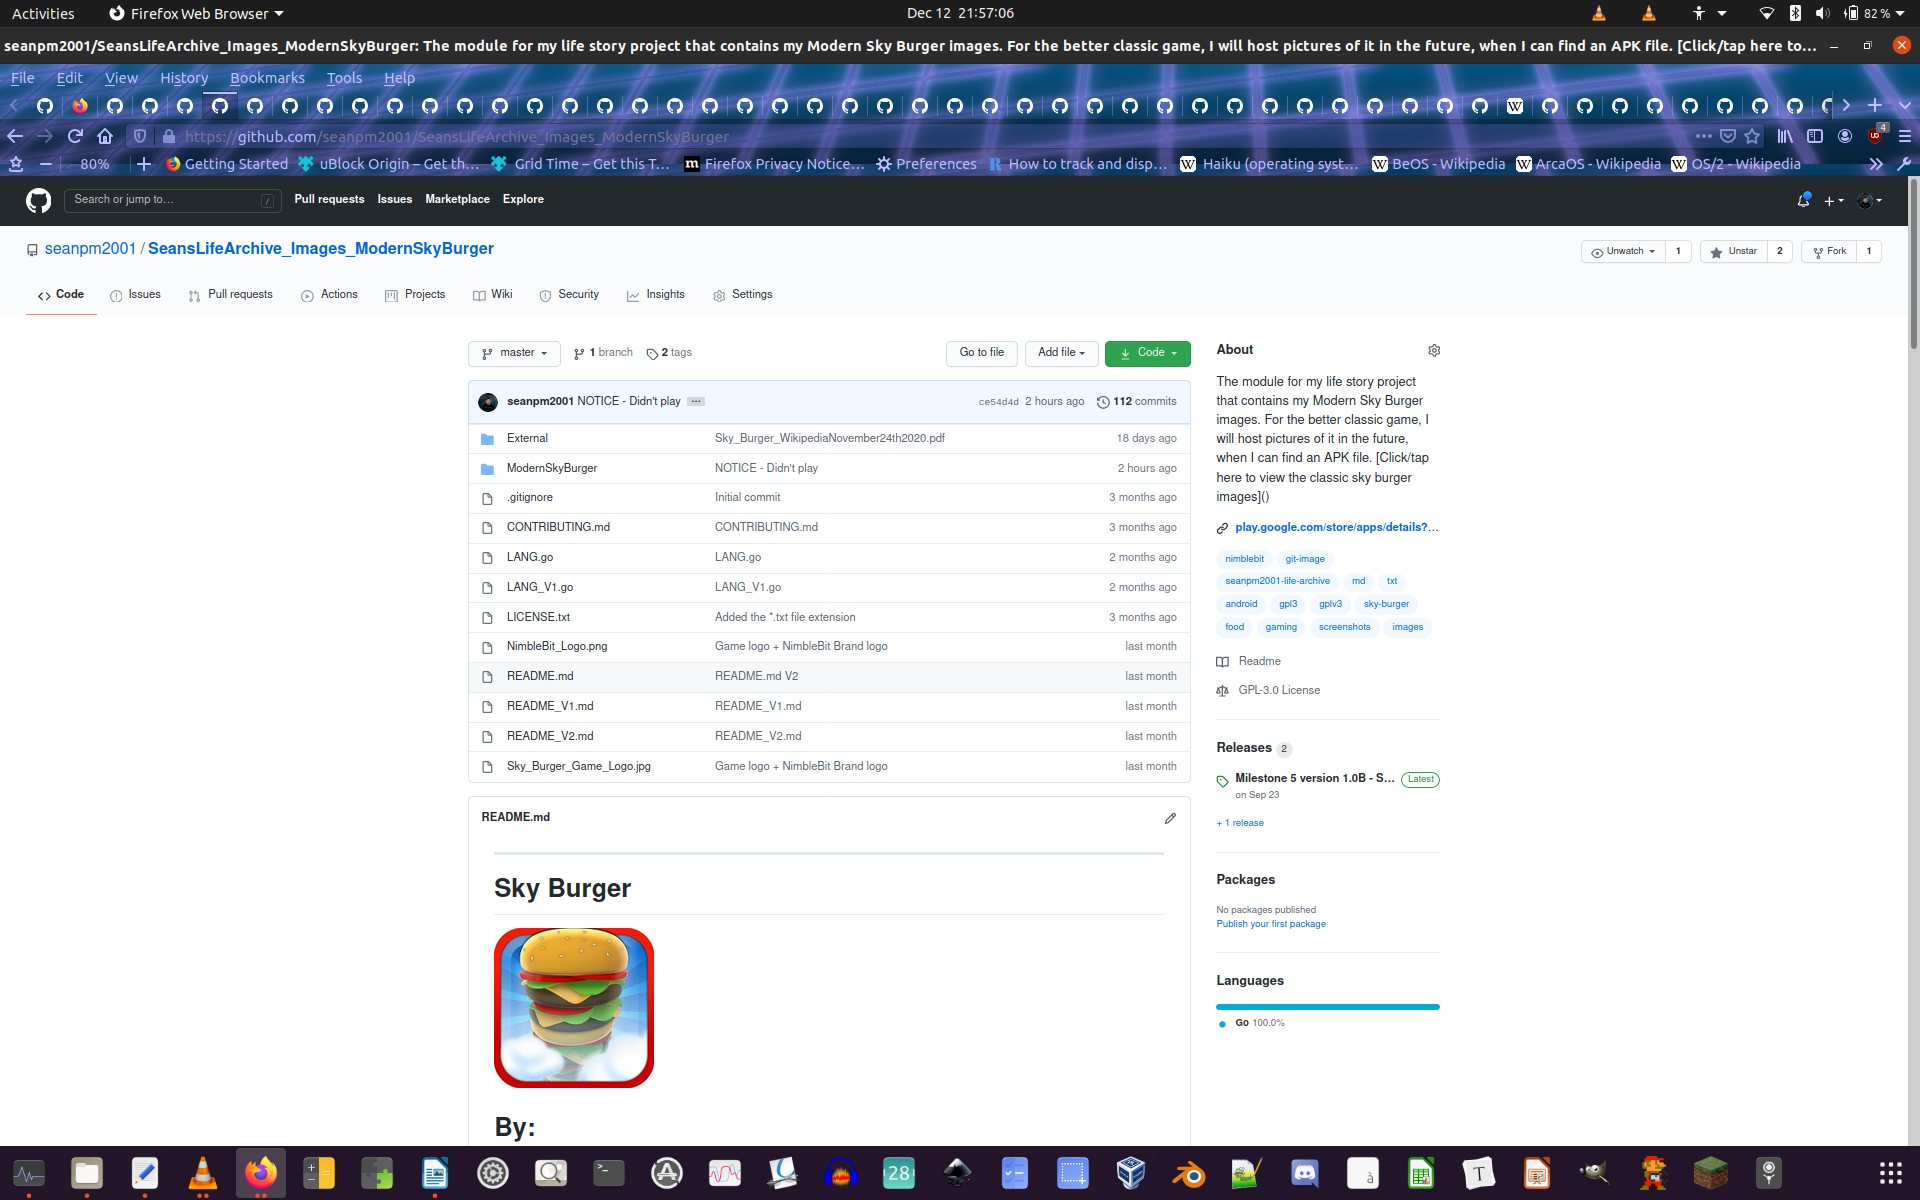 Activities
Firefox Web Browser
Dec 12 21:57:06
82 %
seanpm2001/SeansLifeArchive_Images_ModernSkyBurger: The module for my life story project that contains my Modern Sky Burger images. For the better classic game, I will host pictures of it in the future, when I can find an APK file. [Click/tap here to…
File Edit View History Bookmarks Tools Help
https://github.com/seanpm2001/SeansLifeArchive_Images_ModernSkyBurger
4
80%
Getting Started
uBlock Origin – Get th…
Grid Time – Get this T…
Firefox Privacy Notice…
Preferences
How to track and disp…
Haiku (operating syst…
BeOS - Wikipedia
ArcaOS - Wikipedia
OS/2 - Wikipedia
Search or jump to…
/
Pull requests Issues Marketplace Explore
seanpm2001 / SeansLifeArchive_Images_ModernSkyBurger
Unwatch 1
Unstar 2
Fork 1
Code
Issues
Pull requests
Actions
Projects
Wiki
Security
Insights
Settings
master
1 branch
2 tags
Go to file
Add file
Code
seanpm2001 NOTICE - Didn't play
ce54d4d 2 hours ago
112 commits
External Sky_Burger_WikipediaNovember24th2020.pdf 18 days ago
ModernSkyBurger NOTICE - Didn't play 2 hours ago
.gitignore Initial commit 3 months ago
CONTRIBUTING.md CONTRIBUTING.md 3 months ago
LANG.go LANG.go 2 months ago
LANG_V1.go LANG_V1.go 2 months ago
LICENSE.txt Added the *.txt file extension 3 months ago
NimbleBit_Logo.png Game logo + NimbleBit Brand logo last month
README.md README.md V2 last month
README_V1.md README_V1.md last month
README_V2.md README_V2.md last month
Sky_Burger_Game_Logo.jpg Game logo + NimbleBit Brand logo last month
README.md
Sky Burger
By:
About
The module for my life story project
that contains my Modern Sky Burger
images. For the better classic game, I
will host pictures of it in the future,
when I can find an APK file. [Click/tap
here to view the classic sky burger
images]()
play.google.com/store/apps/details?…
nimblebit git-image
seanpm2001-life-archive md txt
android gpl3 gplv3 sky-burger
food gaming screenshots images
Readme
GPL-3.0 License
Releases 2
Milestone 5 version 1.0B - S… Latest
on Sep 23
+ 1 release
Packages
No packages published
Publish your first package
Languages
Go 100.0%
28